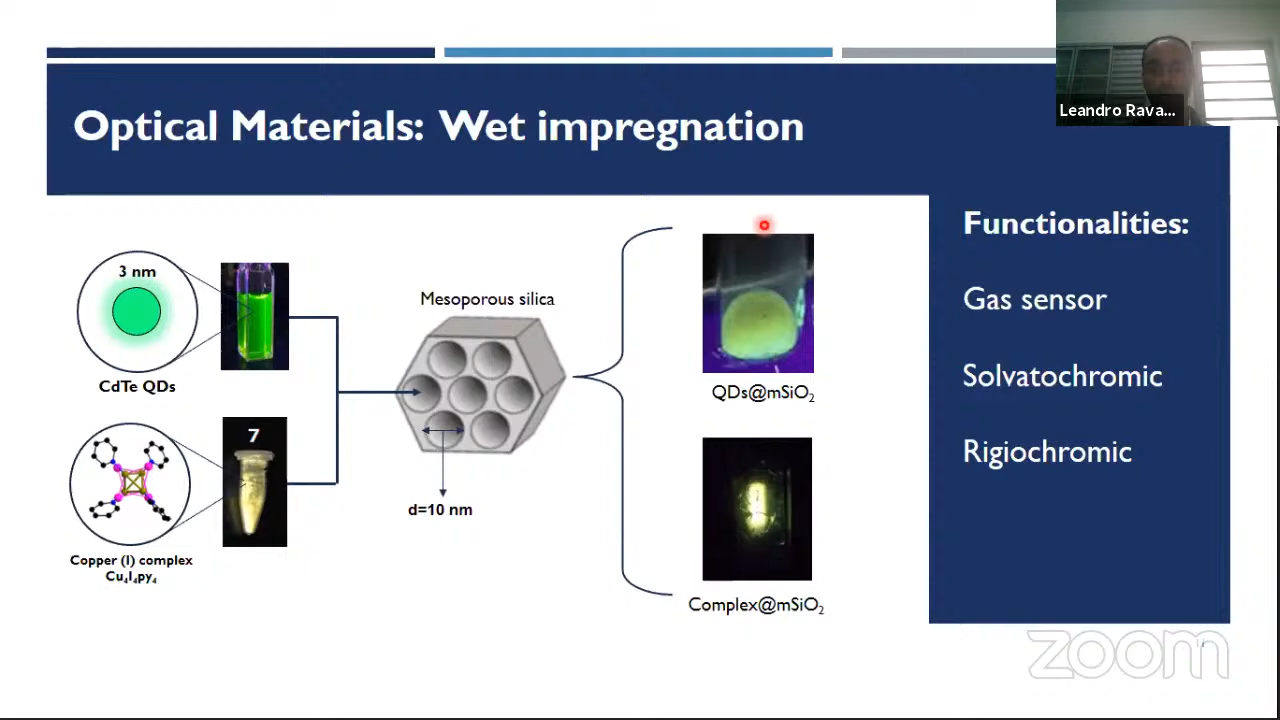 Leandro Rava...
Optical Materials: Wet impregnation
3 nm
CdTe QDs
7
Copper (I) complex
Cu₄I₄py₄
Mesoporous silica
d=10 nm
QDs@mSiO₂
Complex@mSiO₂
Functionalities:
Gas sensor
Solvatochromic
Rigiochromic
zoom